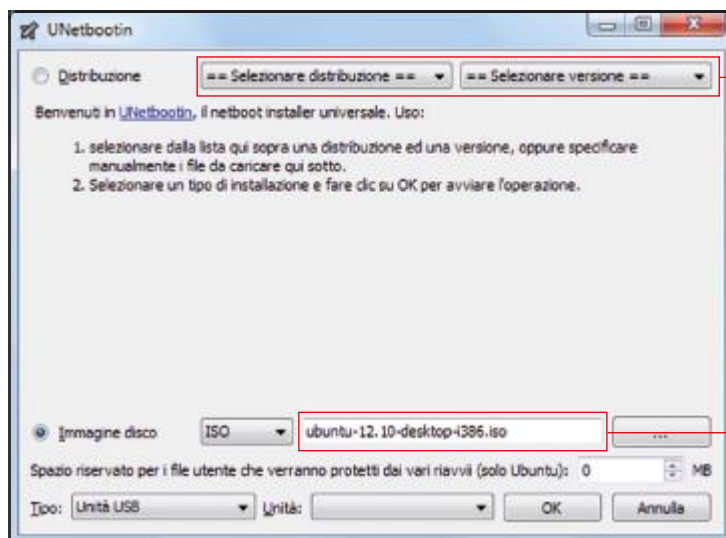 UNetbootin
Distribuzione == Selezionare distribuzione == == Selezionare versione ==
Benvenuti in UNetbootin, il netboot installer universale. Uso:
1. selezionare dalla lista qui sopra una distribuzione ed una versione, oppure specificare
manualmente i file da caricare qui sotto.
2. Selezionare un tipo di installazione e fare clic su OK per avviare l'operazione.
Immagine disco ISO ubuntu-12.10-desktop-i386.iso ...
Spazio riservato per i file utente che verranno protetti dai vari riavvii (solo Ubuntu): 0 MB
Tipo: Unità USB Unità: OK Annulla